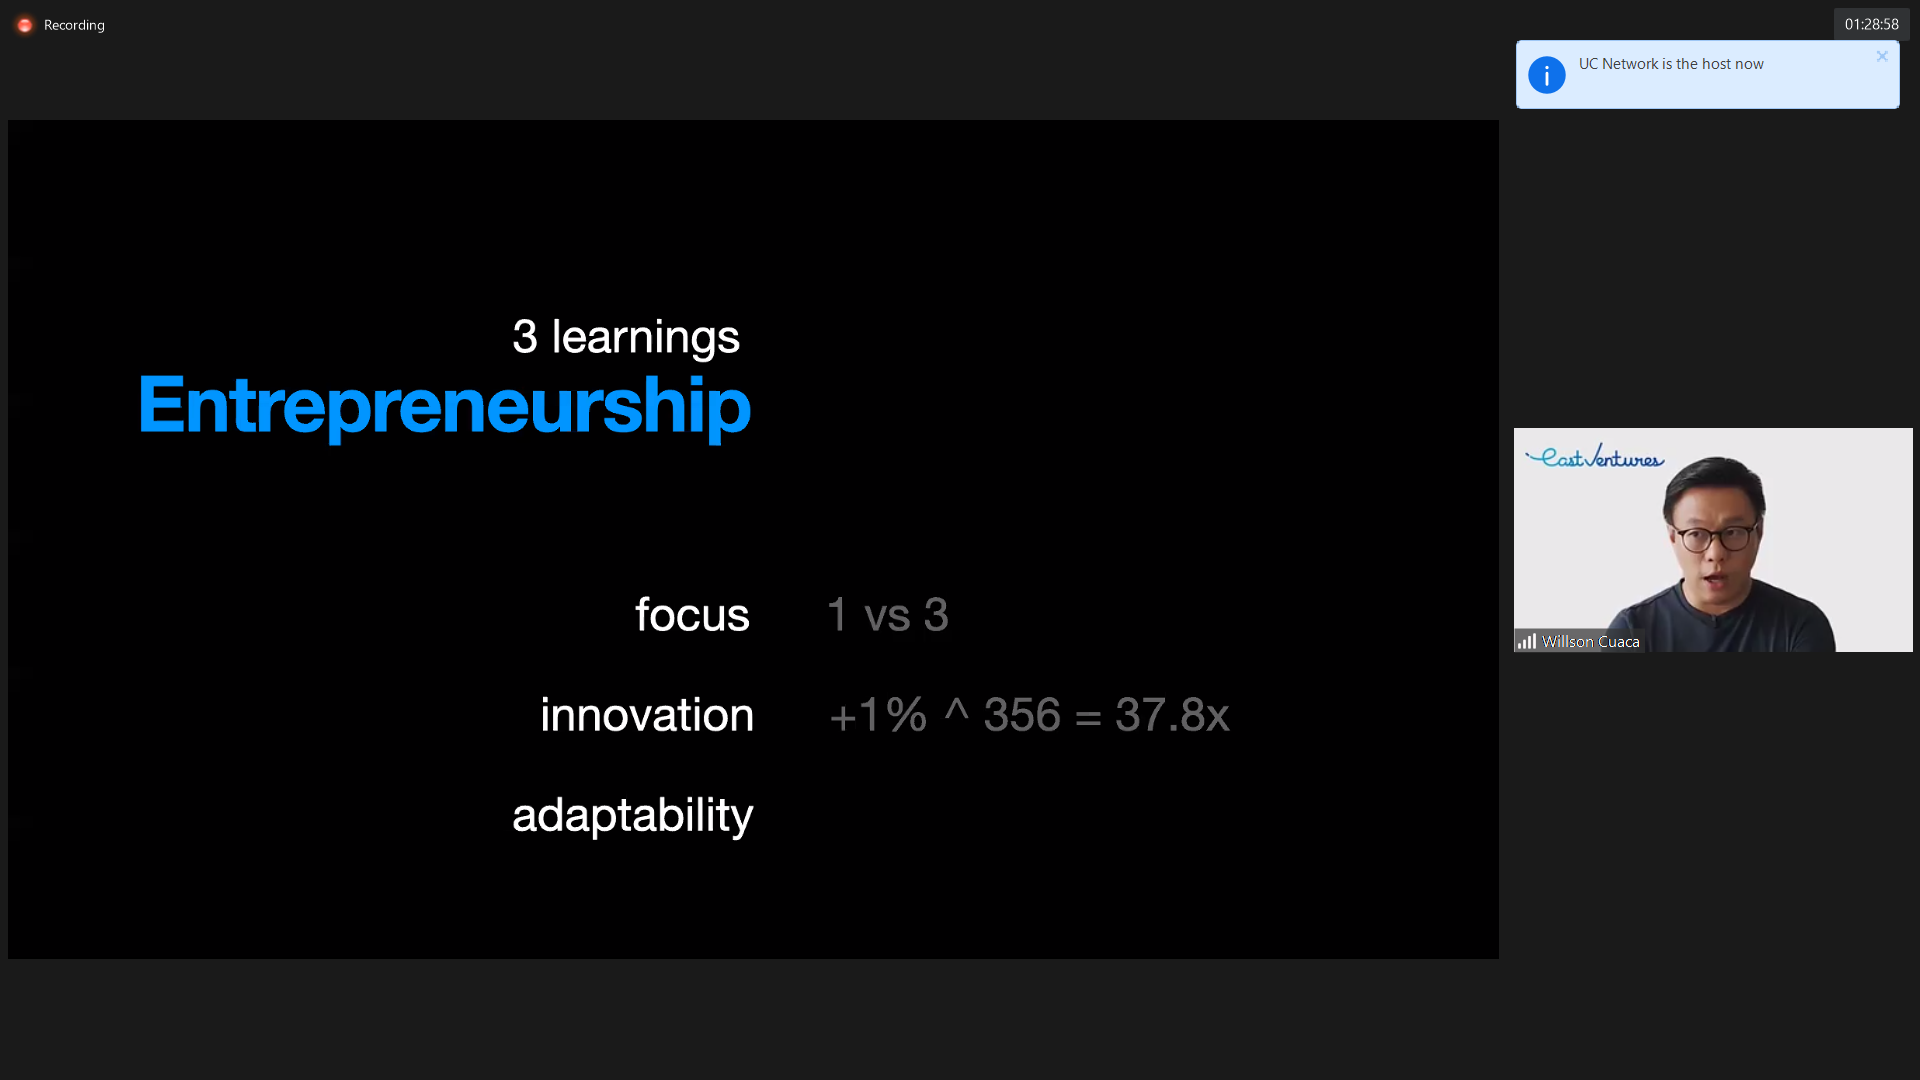 Recording
01:28:58
UC Network is the host now
3 learnings
Entrepreneurship
focus 1 vs 3
innovation +1% ^ 356 = 37.8x
adaptability
East Ventures
Willson Cuaca